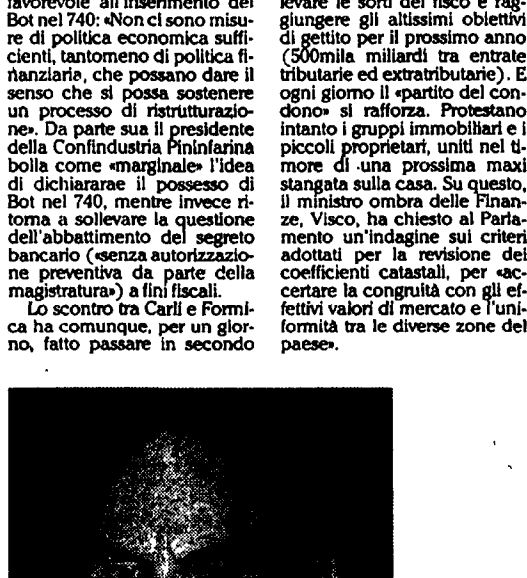 favorevole all'inserimento dei
Bot nel 740: «Non ci sono misu-
re di politica economica suffi-
cienti, tantomeno di politica fi-
nanziaria, che possano dare il
senso che si possa sostenere
un processo di ristrutturazio-
ne». Da parte sua il presidente
della Confindustria Pininfarina
bolla come «marginale» l'idea
di dichiararae il possesso di
Bot nel 740, mentre invece ri-
torna a sollevare la questione
dell'abbattimento del segreto
bancario («senza autorizzazio-
ne preventiva da parte della
magistratura») a fini fiscali.
Lo scontro tra Carli e Formi-
ca ha comunque, per un gior-
no, fatto passare in secondo
levare le sorti del fisco e rag-
giungere gli altissimi obiettivi
di gettito per il prossimo anno
(500mila miliardi tra entrate
tributarie ed extratributarie). E
ogni giorno il «partito del con-
dono» si rafforza. Protestano
intanto i gruppi immobiliari e i
piccoli proprietari, uniti nel ti-
more di una prossima maxi
stangata sulla casa. Su questo,
il ministro ombra delle Finan-
ze, Visco, ha chiesto al Parla-
mento un'indagine sui criteri
adottati per la revisione dei
coefficienti catastali, per «ac-
certare la congruità con gli ef-
fettivi valori di mercato e l'uni-
formità tra le diverse zone del
paese».